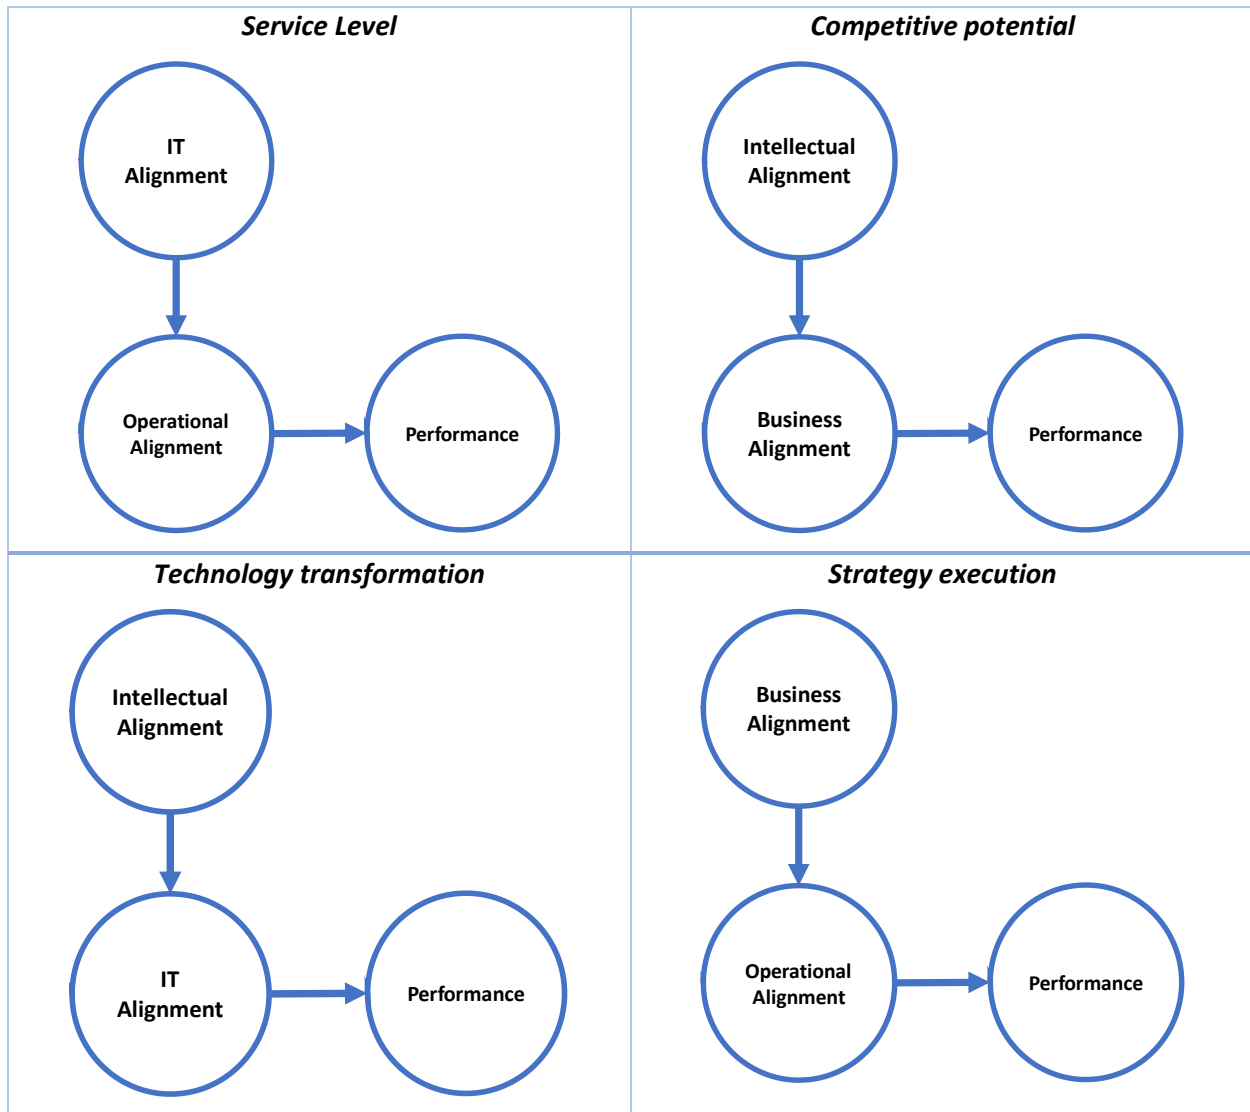 Service Level
IT
Alignment
Operational
Alignment
Performance
Competitive potential
Intellectual
Alignment
Business
Alignment
Performance
Technology transformation
Intellectual
Alignment
IT
Alignment
Performance
Strategy execution
Business
Alignment
Operational
Alignment
Performance